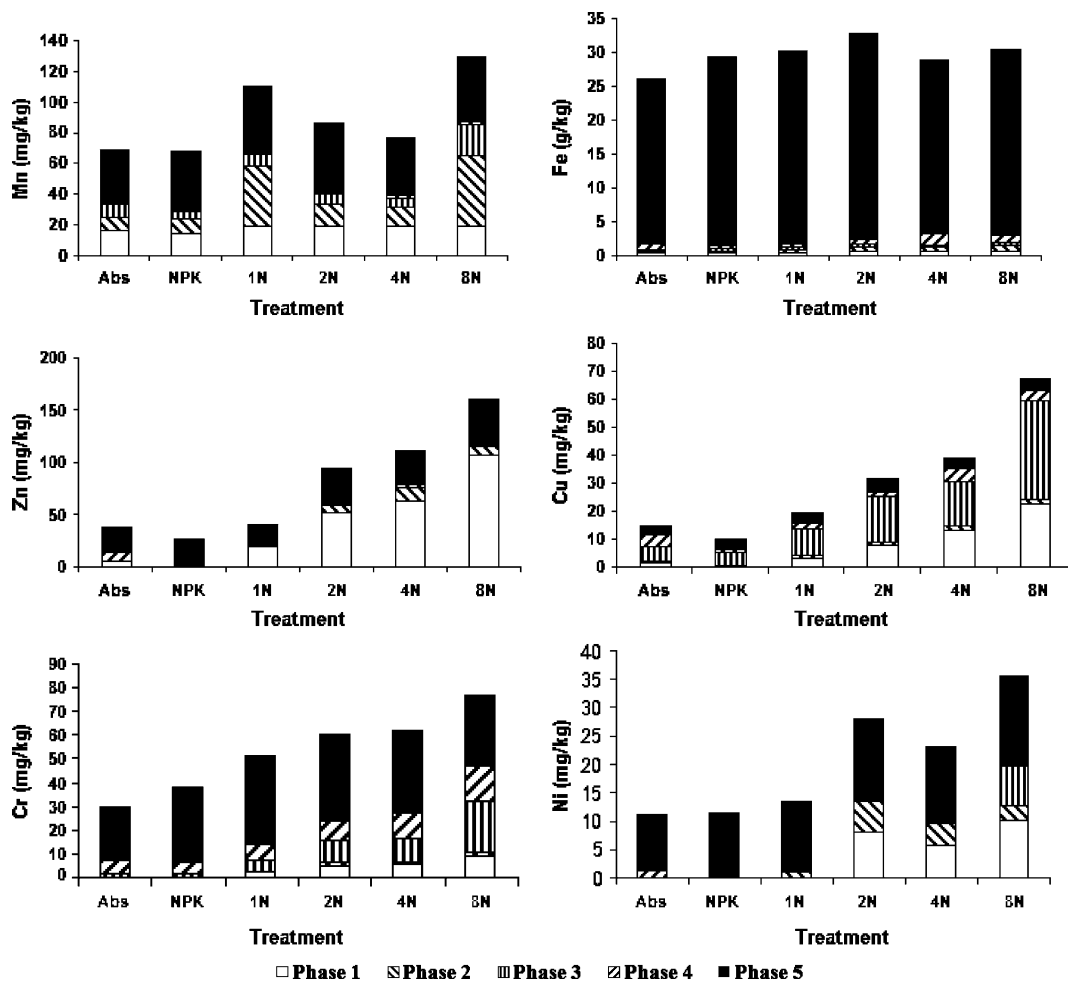 Mn (mg/kg)
140
120
100
80
60
40
20
0
Abs NPK 1N 2N 4N 8N
Treatment
Fe (g/kg)
35
30
25
20
15
10
5
0
Abs NPK 1N 2N 4N 8N
Treatment
Zn (mg/kg)
200
150
100
50
0
Abs NPK 1N 2N 4N 8N
Treatment
Cu (mg/kg)
80
70
60
50
40
30
20
10
0
Abs NPK 1N 2N 4N 8N
Treatment
Cr (mg/kg)
90
80
70
60
50
40
30
20
10
0
Abs NPK 1N 2N 4N 8N
Treatment
Ni (mg/kg)
40
35
30
25
20
15
10
5
0
Abs NPK 1N 2N 4N 8N
Treatment
Phase 1 Phase 2 Phase 3 Phase 4 Phase 5